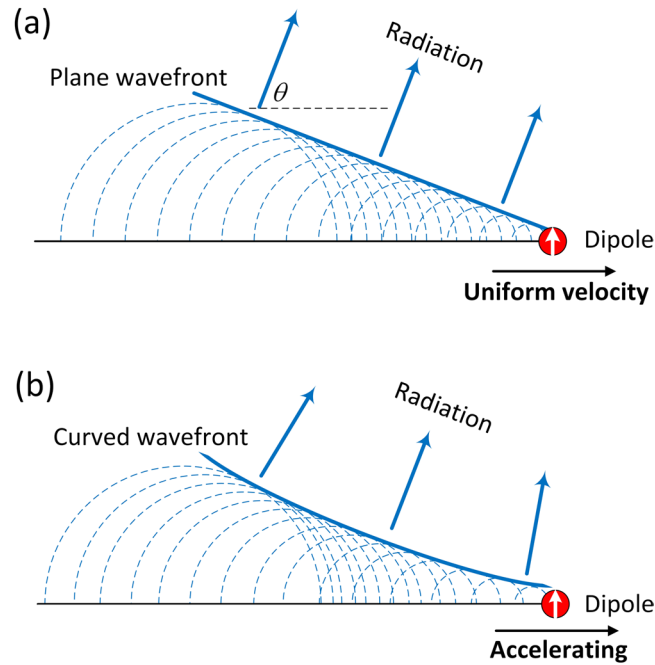 (a)
Radiation
Plane wavefront
θ
Dipole
Uniform velocity
(b)
Radiation
Curved wavefront
Dipole
Accelerating